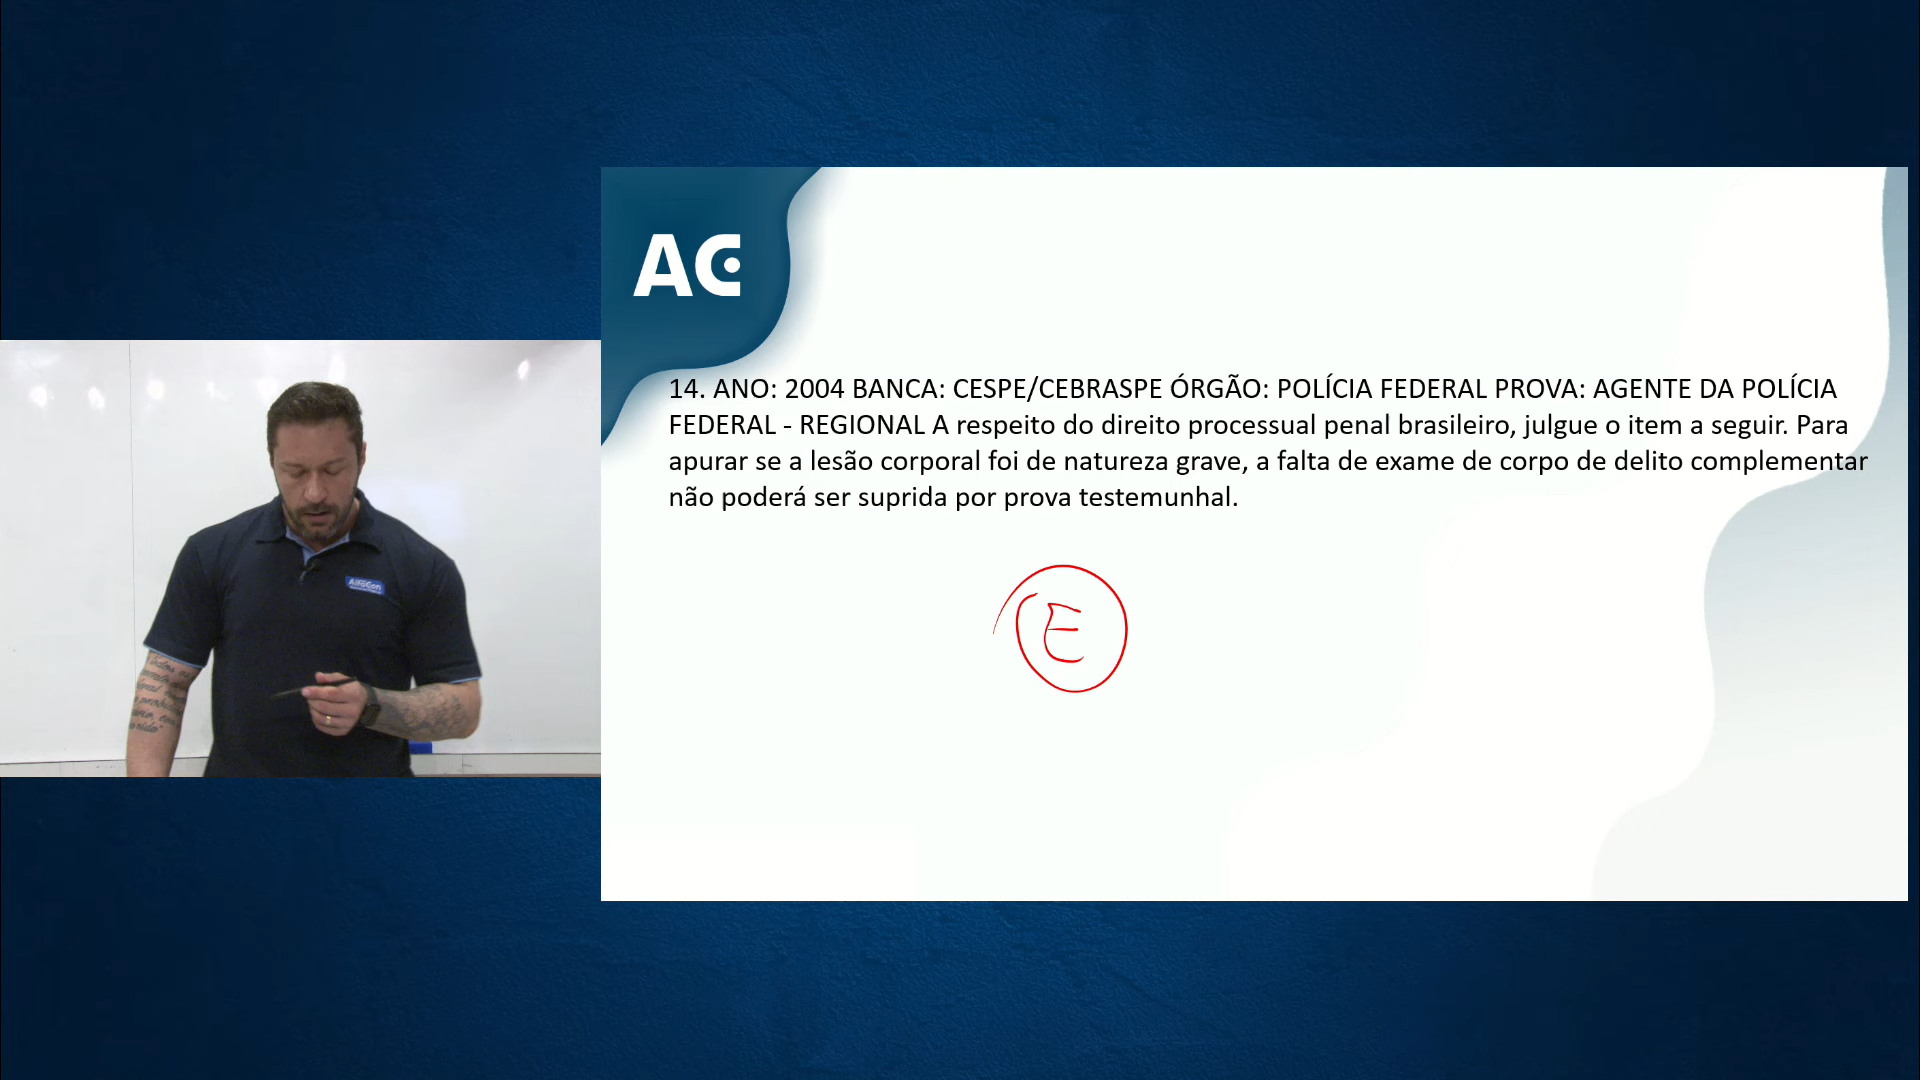 AC
14. ANO: 2004 BANCA: CESPE/CEBRASPE ÓRGÃO: POLÍCIA FEDERAL PROVA: AGENTE DA POLÍCIA
FEDERAL - REGIONAL A respeito do direito processual penal brasileiro, julgue o item a seguir. Para
apurar se a lesão corporal foi de natureza grave, a falta de exame de corpo de delito complementar
não poderá ser suprida por prova testemunhal.
E
AlfaCon